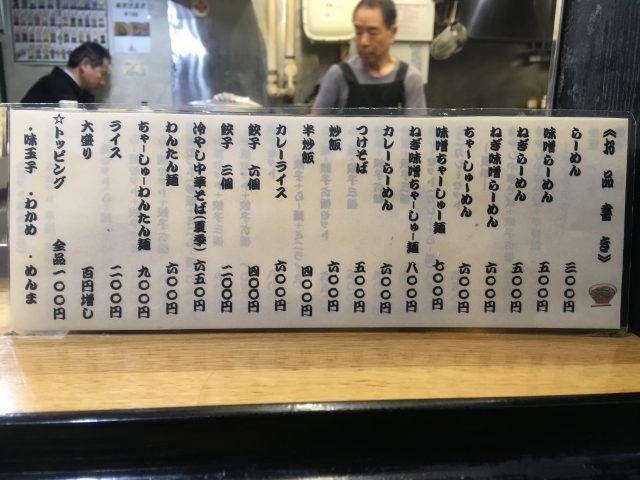 《お品書き》
らーめん 三〇〇円
味噌らーめん 五〇〇円
ねぎらーめん 五〇〇円
ねぎ味噌らーめん 六〇〇円
ちゃーしゅーめん 六〇〇円
味噌ちゃーしゅー麺 七〇〇円
ねぎ味噌ちゃーしゅー麺 八〇〇円
カレーらーめん 六〇〇円
つけそば 五〇〇円
炒飯 六〇〇円
半炒飯 四〇〇円
カレーライス 六〇〇円
餃子 六個 四〇〇円
餃子 三個 二〇〇円
冷やし中華そば(夏季) 六五〇円
わんたん麺 六〇〇円
ちゃーしゅーわんたん麺 九〇〇円
ライス 二〇〇円
大盛り 百円増し
☆トッピング 全品一〇〇円
・味玉子 ・わかめ ・めんま